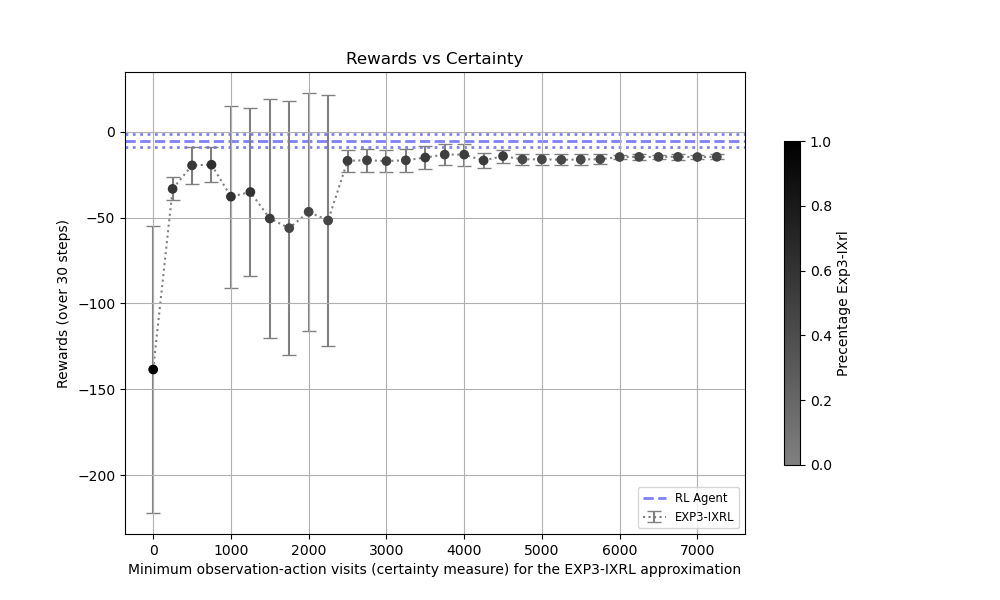 Rewards vs Certainty
Rewards (over 30 steps)
0
−50
−100
−150
−200
0 1000 2000 3000 4000 5000 6000 7000
Minimum observation-action visits (certainty measure) for the EXP3-IXRL approximation
RL Agent
EXP3-IXRL
1.0
0.8
0.6
0.4
0.2
0.0
Precentage Exp3-IXrl